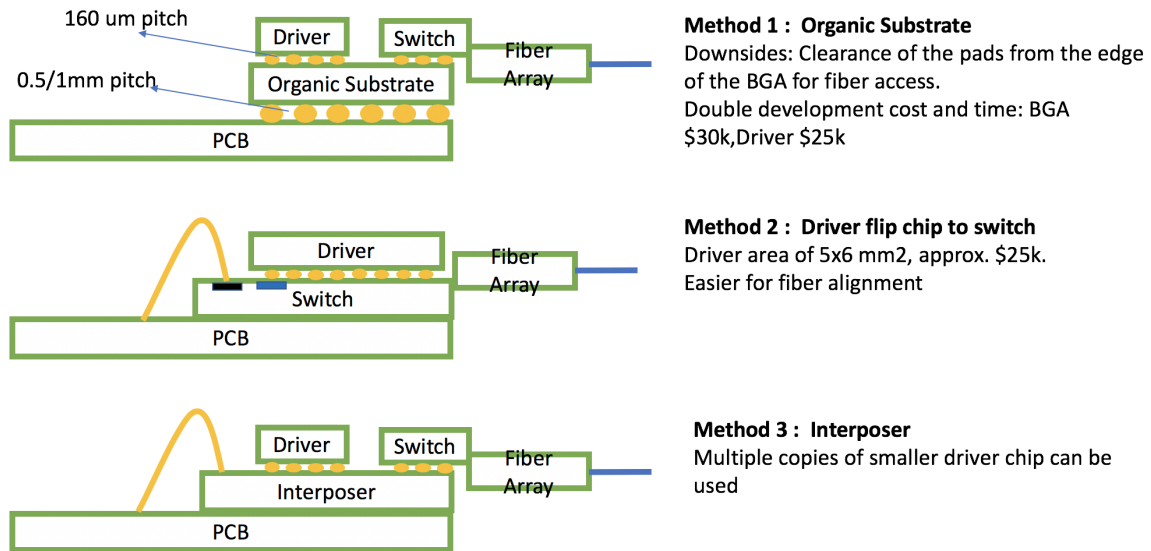 160 um pitch
Driver
Switch
Fiber
Array
0.5/1mm pitch
Organic Substrate
PCB
Method 1 :  Organic Substrate
Downsides: Clearance of the pads from the edge
of the BGA for fiber access.
Double development cost and time: BGA
$30k,Driver $25k
Driver
Fiber
Array
Switch
PCB
Method 2 :  Driver flip chip to switch
Driver area of 5x6 mm2, approx. $25k.
Easier for fiber alignment
Driver
Switch
Fiber
Array
Interposer
PCB
Method 3 :  Interposer
Multiple copies of smaller driver chip can be
used